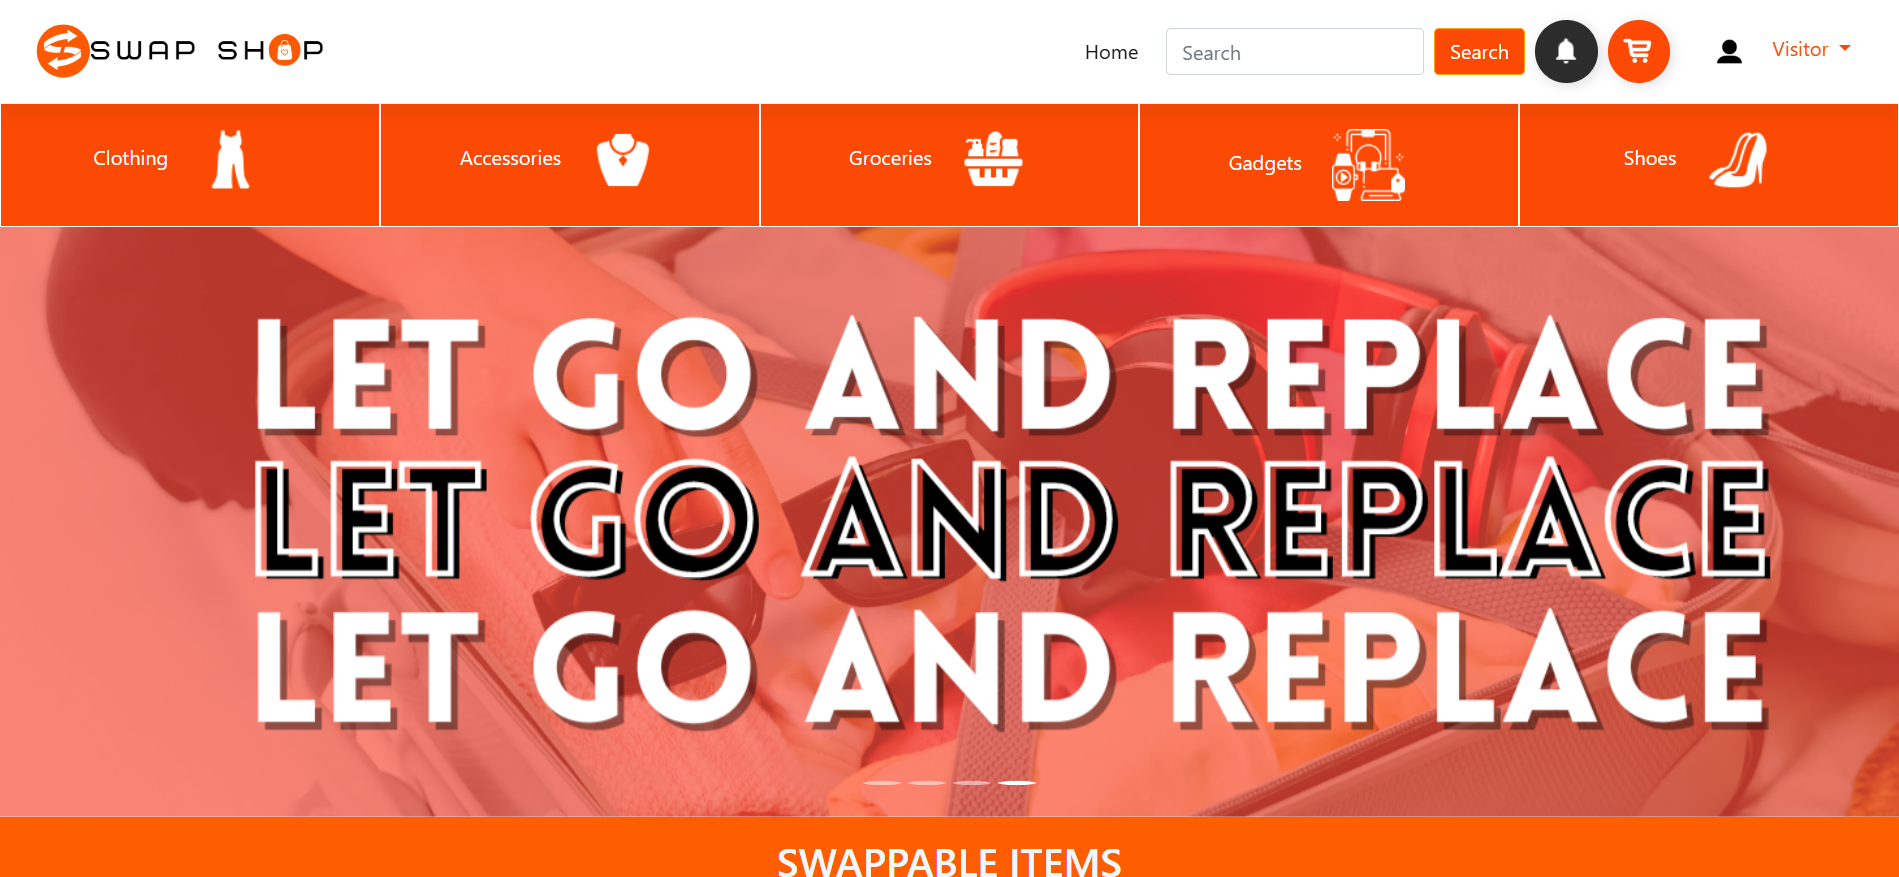 SWAP SHOP
Home
Search
Search
Visitor
Clothing
Accessories
Groceries
Gadgets
Shoes
LET GO AND REPLACE
LET GO AND REPLACE
LET GO AND REPLACE
SWAPPABLE ITEMS